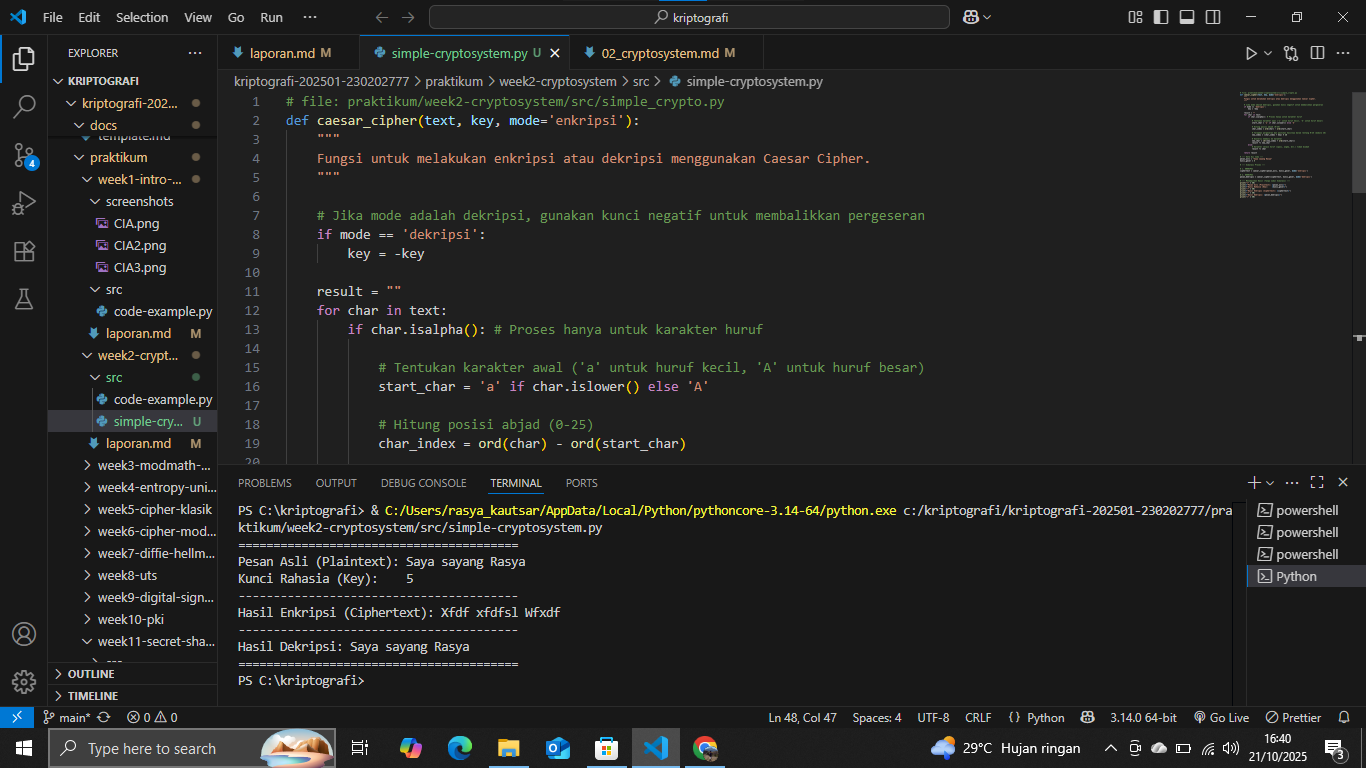 File Edit Selection View Go Run ··· kriptografi
EXPLORER ···
KRIPTOGRAFI
kriptografi-202...
docs
template.md
praktikum
week1-intro-...
screenshots
CIA.png
CIA2.png
CIA3.png
src
code-example.py
laporan.md M
week2-crypt...
src
code-example.py
simple-cry... U
laporan.md M
week3-modmath-...
week4-entropy-uni...
week5-cipher-klasik
week6-cipher-mod...
week7-diffie-hellm...
week8-uts
week9-digital-sign...
week10-pki
week11-secret-sha...
OUTLINE
TIMELINE
4
laporan.md M simple-cryptosystem.py U 02_cryptosystem.md M
kriptografi-202501-230202777 > praktikum > week2-cryptosystem > src > simple-cryptosystem.py
1 # file: praktikum/week2-cryptosystem/src/simple_crypto.py
2 def caesar_cipher(text, key, mode='enkripsi'):
3 """
4 Fungsi untuk melakukan enkripsi atau dekripsi menggunakan Caesar Cipher.
5 """
6
7 # Jika mode adalah dekripsi, gunakan kunci negatif untuk membalikkan pergeseran
8 if mode == 'dekripsi':
9 key = -key
10
11 result = ""
12 for char in text:
13 if char.isalpha(): # Proses hanya untuk karakter huruf
14
15 # Tentukan karakter awal ('a' untuk huruf kecil, 'A' untuk huruf besar)
16 start_char = 'a' if char.islower() else 'A'
17
18 # Hitung posisi abjad (0-25)
19 char_index = ord(char) - ord(start_char)
20
PROBLEMS OUTPUT DEBUG CONSOLE TERMINAL PORTS
PS C:\kriptografi> & C:/Users/rasya_kautsar/AppData/Local/Python/pythoncore-3.14-64/python.exe c:/kriptografi/kriptografi-202501-230202777/pra
ktikum/week2-cryptosystem/src/simple-cryptosystem.py
========================================
Pesan Asli (Plaintext): Saya sayang Rasya
Kunci Rahasia (Key): 5
----------------------------------------
Hasil Enkripsi (Ciphertext): Xfdf xfdfsl Wfxdf
----------------------------------------
Hasil Dekripsi: Saya sayang Rasya
========================================
PS C:\kriptografi>
powershell
powershell
powershell
Python
main* 0 0 Ln 48, Col 47 Spaces: 4 UTF-8 CRLF {} Python 3.14.0 64-bit Go Live Prettier
Type here to search 29°C Hujan ringan 16:40
21/10/2025 3